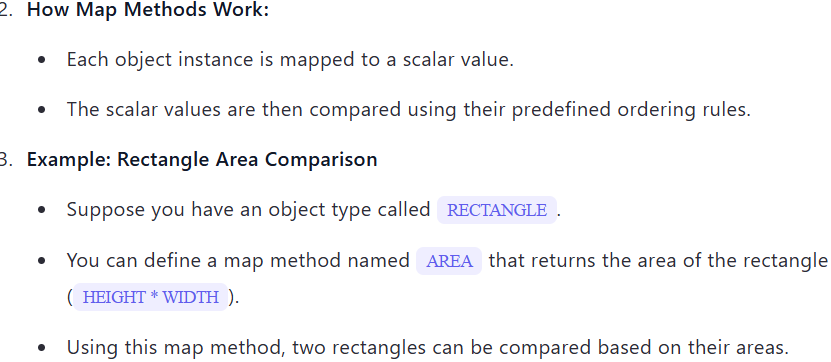 2. How Map Methods Work:
• Each object instance is mapped to a scalar value.
• The scalar values are then compared using their predefined ordering rules.
3. Example: Rectangle Area Comparison
• Suppose you have an object type called RECTANGLE .
• You can define a map method named AREA that returns the area of the rectangle
( HEIGHT * WIDTH ).
• Using this map method, two rectangles can be compared based on their areas.